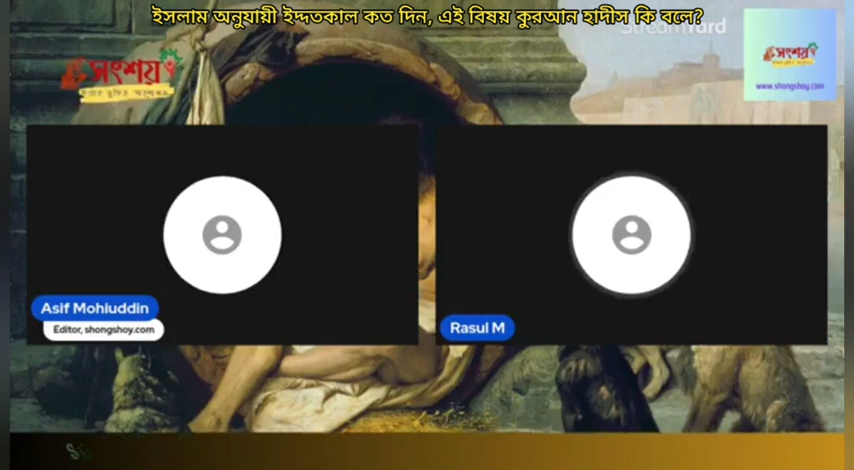 ইসলাম অনুযায়ী ইদ্দতকাল কত দিন, এই বিষয় কুরআন হাদীস কি বলে?
StreamYard
সংশয়
সংশয়
www.shongshoy.com
Asif Mohiuddin
Editor, shongshoy.com
Rasul M